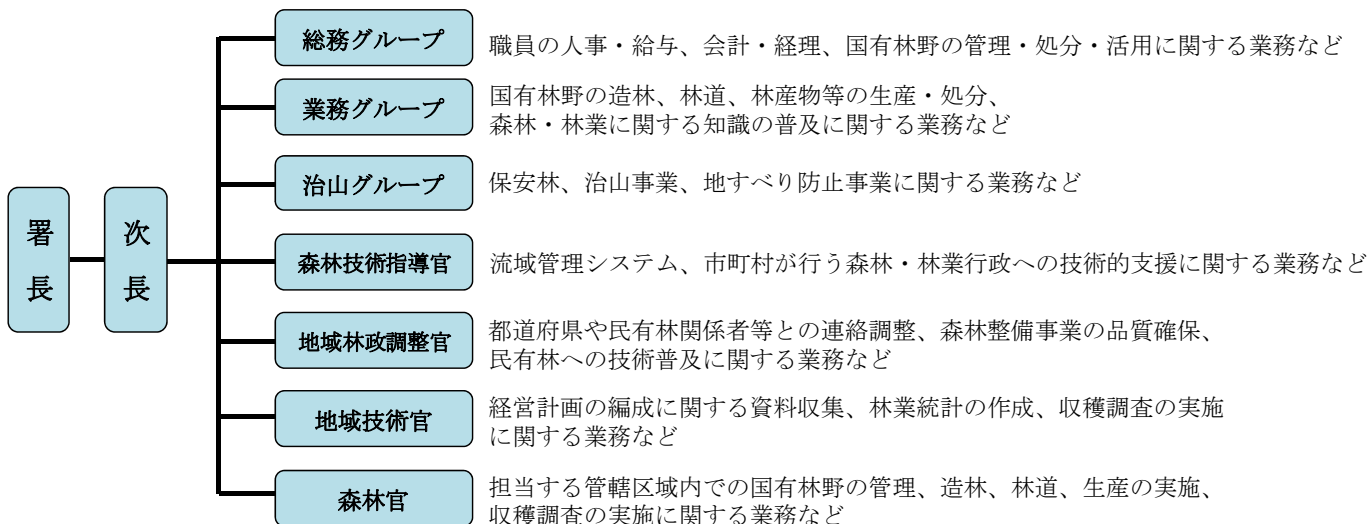 署長
次長
総務グループ
職員の人事・給与、会計・経理、国有林野の管理・処分・活用に関する業務など
業務グループ
国有林野の造林、林道、林産物等の生産・処分、
森林・林業に関する知識の普及に関する業務など
治山グループ
保安林、治山事業、地すべり防止事業に関する業務など
森林技術指導官
流域管理システム、市町村が行う森林・林業行政への技術的支援に関する業務など
地域林政調整官
都道府県や民有林関係者等との連絡調整、森林整備事業の品質確保、
民有林への技術普及に関する業務など
地域技術官
経営計画の編成に関する資料収集、林業統計の作成、収穫調査の実施
に関する業務など
森林官
担当する管轄区域内での国有林野の管理、造林、林道、生産の実施、
収穫調査の実施に関する業務など